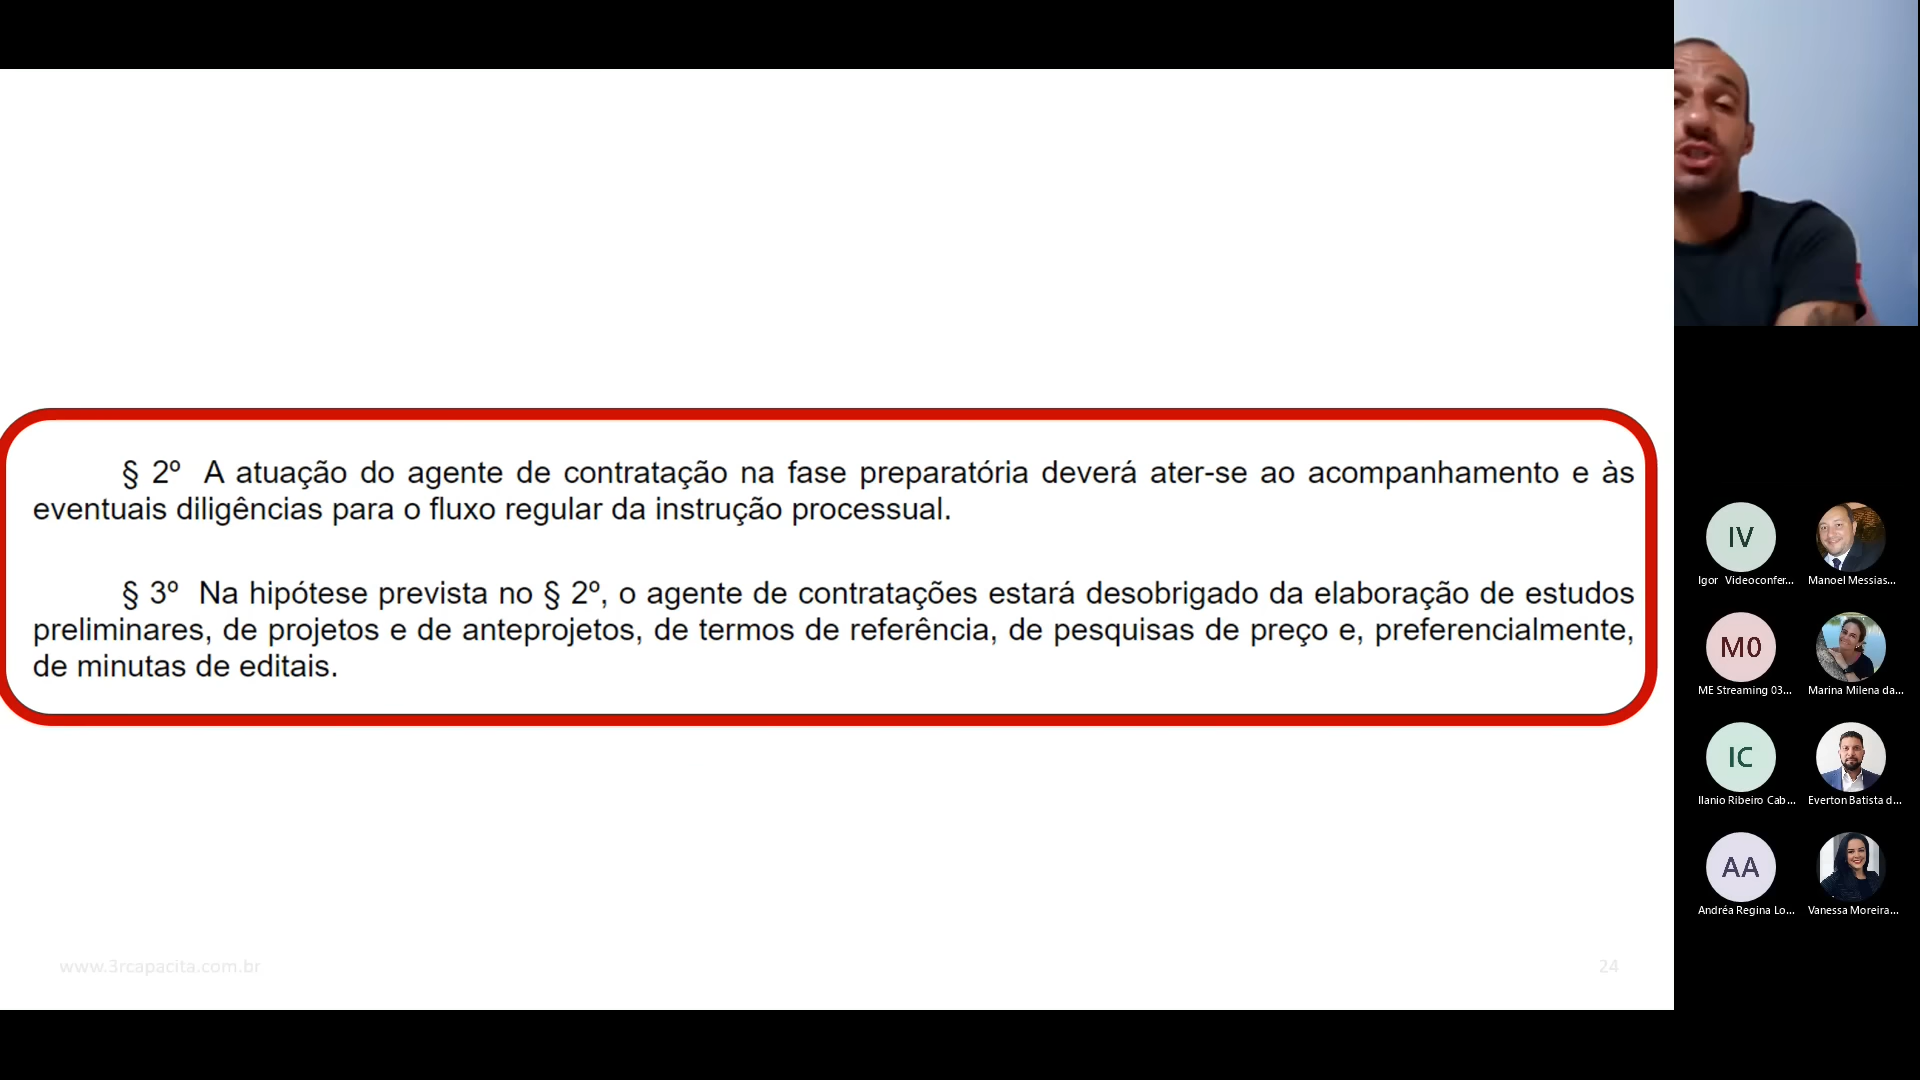 § 2º A atuação do agente de contratação na fase preparatória deverá ater-se ao acompanhamento e às
eventuais diligências para o fluxo regular da instrução processual.
§ 3º Na hipótese prevista no § 2º, o agente de contratações estará desobrigado da elaboração de estudos
preliminares, de projetos e de anteprojetos, de termos de referência, de pesquisas de preço e, preferencialmente,
de minutas de editais.
www.3rcapacita.com.br
24
IV
Igor Videoconfer...
Manoel Messias...
M0
ME Streaming 03...
Marina Milena da...
IC
Ilanio Ribeiro Cab...
Everton Batista d...
AA
Andréa Regina Lo...
Vanessa Moreira...